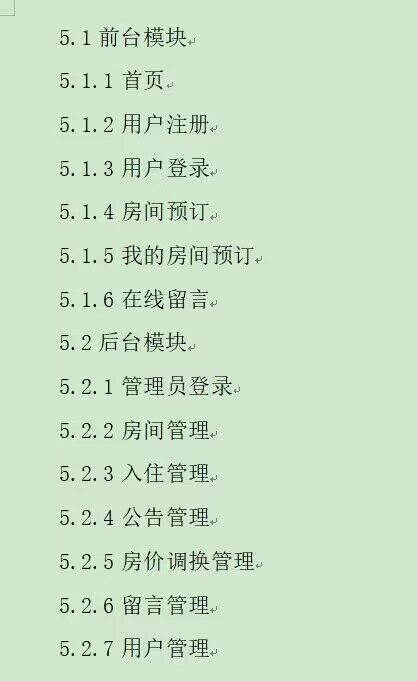 5.1 前台模块
5.1.1 首页
5.1.2 用户注册
5.1.3 用户登录
5.1.4 房间预订
5.1.5 我的房间预订
5.1.6 在线留言
5.2 后台模块
5.2.1 管理员登录
5.2.2 房间管理
5.2.3 入住管理
5.2.4 公告管理
5.2.5 房价调换管理
5.2.6 留言管理
5.2.7 用户管理